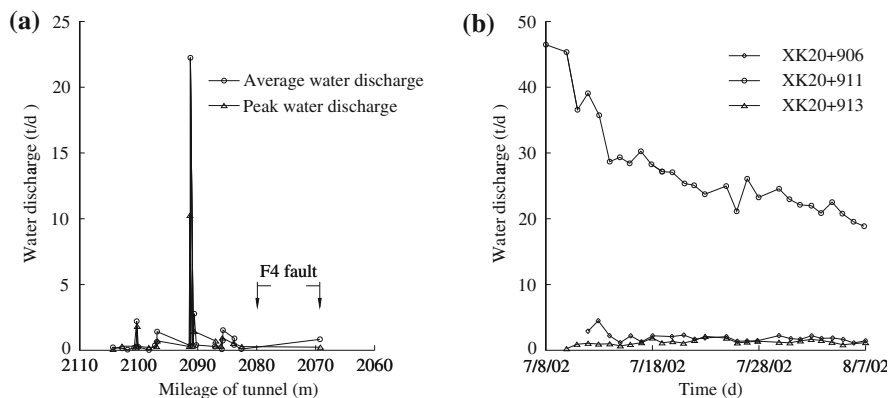 (a)
25
20
15
10
5
0
Water discharge (t/d )
Average water discharge
Peak water discharge
F4 fault
2110 2100 2090 2080 2070 2060
Mileage of tunnel (m)
(b)
50
40
30
20
10
0
Water discharge (t/d)
XK20+906
XK20+911
XK20+913
7/8/02 7/18/02 7/28/02 8/7/02
Time (d)